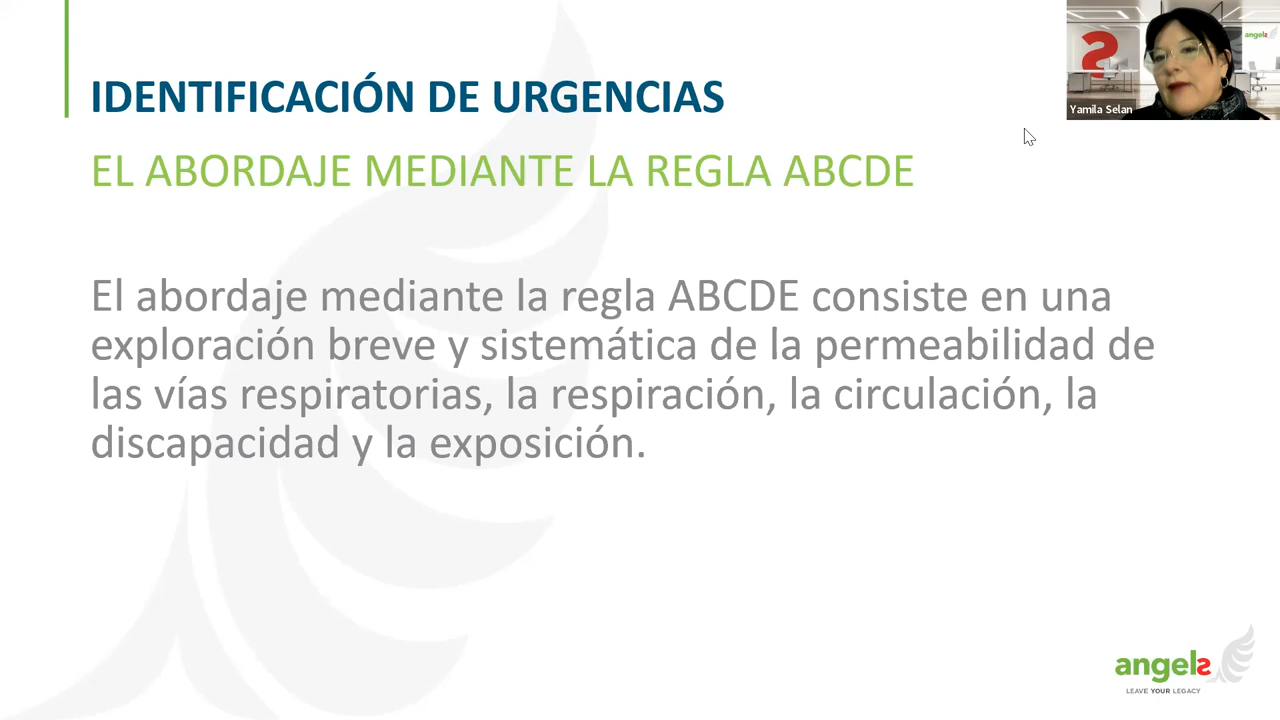 IDENTIFICACIÓN DE URGENCIAS
EL ABORDAJE MEDIANTE LA REGLA ABCDE
El abordaje mediante la regla ABCDE consiste en una
exploración breve y sistemática de la permeabilidad de
las vías respiratorias, la respiración, la circulación, la
discapacidad y la exposición.
angels
Yamila Selan
angels
LEAVE YOUR LEGACY